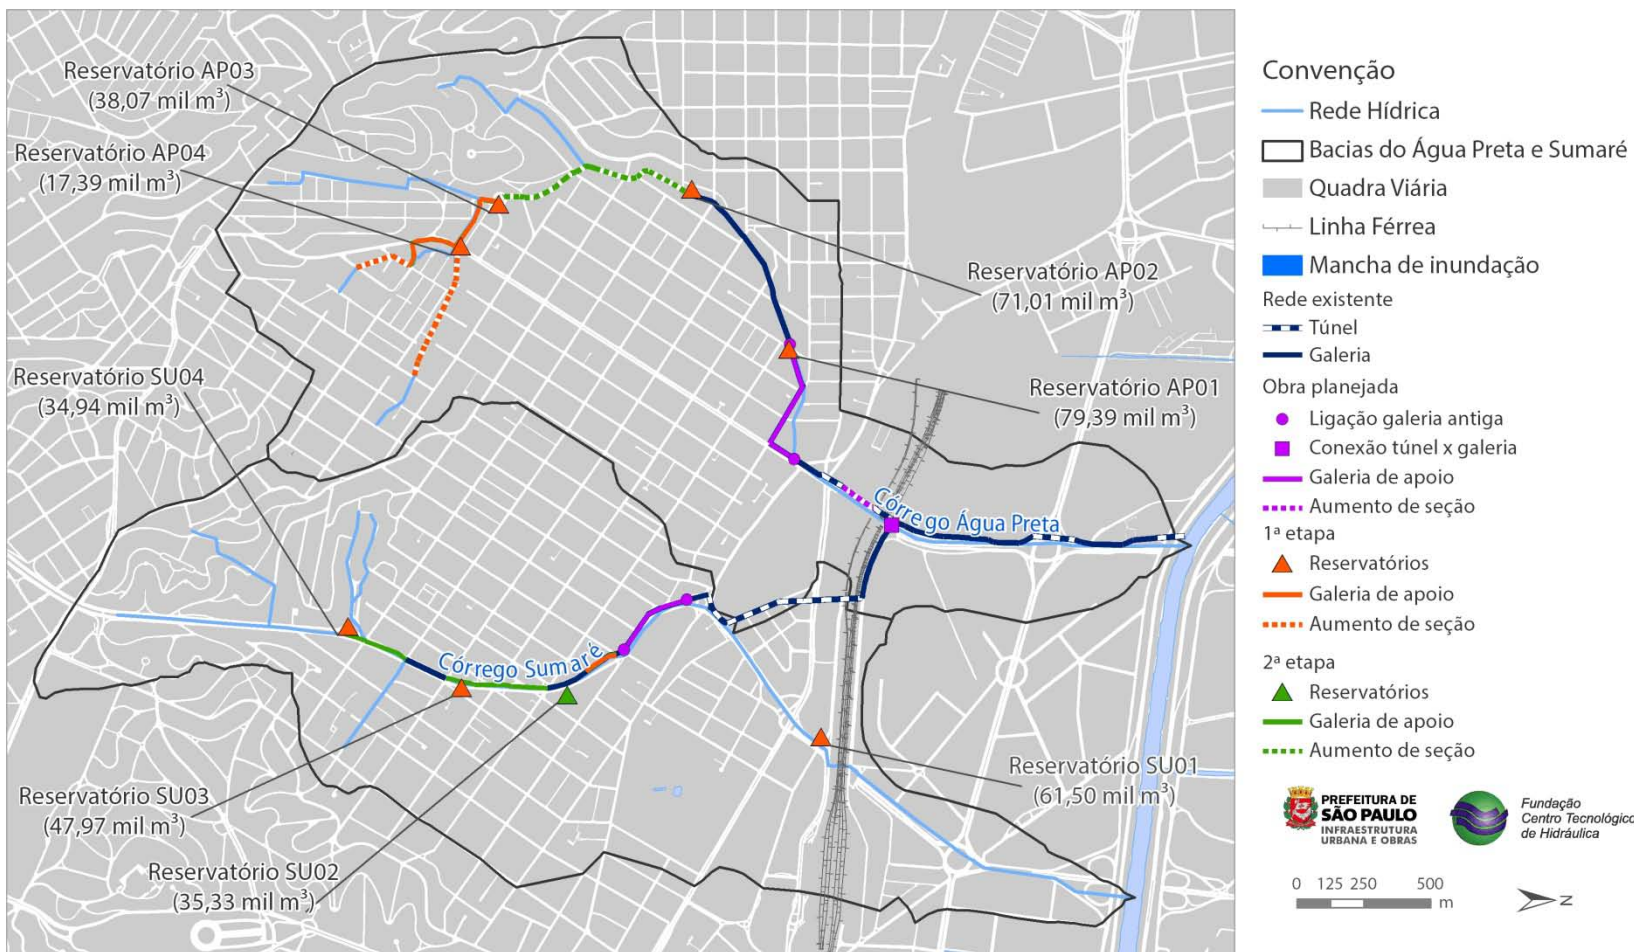 Reservatório AP03
(38,07 mil m³)
Reservatório AP04
(17,39 mil m³)
Reservatório AP02
(71,01 mil m³)
Reservatório SU04
(34,94 mil m³)
Reservatório AP01
(79,39 mil m³)
Córrego Água Preta
Córrego Sumaré
Reservatório SU01
(61,50 mil m³)
Reservatório SU03
(47,97 mil m³)
Reservatório SU02
(35,33 mil m³)
Convenção
Rede Hídrica
Bacias do Água Preta e Sumaré
Quadra Viária
Linha Férrea
Mancha de inundação
Rede existente
Túnel
Galeria
Obra planejada
Ligação galeria antiga
Conexão túnel x galeria
Galeria de apoio
Aumento de seção
1ª etapa
Reservatórios
Galeria de apoio
Aumento de seção
2ª etapa
Reservatórios
Galeria de apoio
Aumento de seção
PREFEITURA DE
SÃO PAULO
INFRAESTRUTURA
URBANA E OBRAS
Fundação
Centro Tecnológico
de Hidráulica
0 125 250 500
m
N